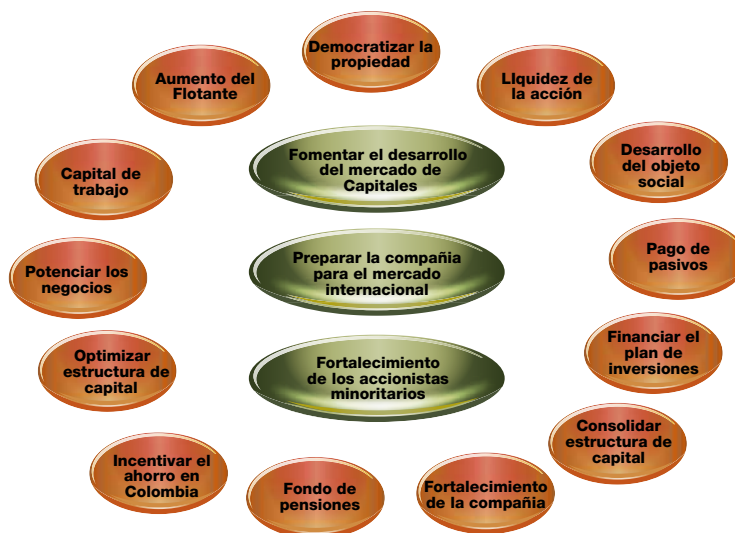 Democratizar la
propiedad
Aumento del
Flotante
LIquidez de
la acción
Fomentar el desarrollo
del mercado de
Capitales
Desarrollo
del objeto
social
Capital de
trabajo
Preparar la compañia
para el mercado
internacional
Pago de
pasivos
Potenciar los
negocios
Financiar el
plan de
inversiones
Optimizar
estructura de
capital
Fortalecimiento
de los accionistas
minoritarios
Consolidar
estructura de
capital
Incentivar el
ahorro en
Colombia
Fondo de
pensiones
Fortalecimiento
de la compañia